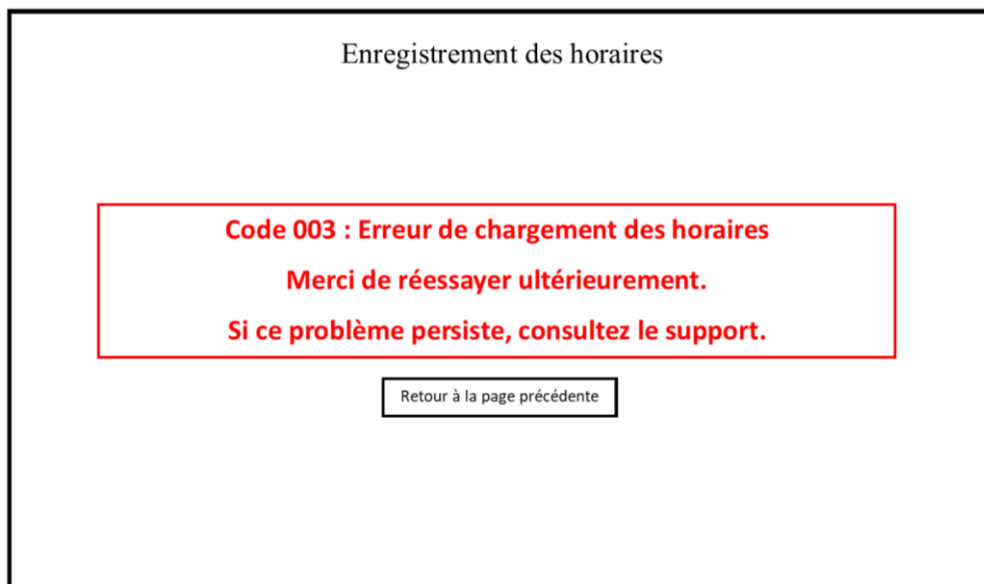 Enregistrement des horaires
Code 003 : Erreur de chargement des horaires
Merci de réessayer ultérieurement.
Si ce problème persiste, consultez le support.
Retour à la page précédente